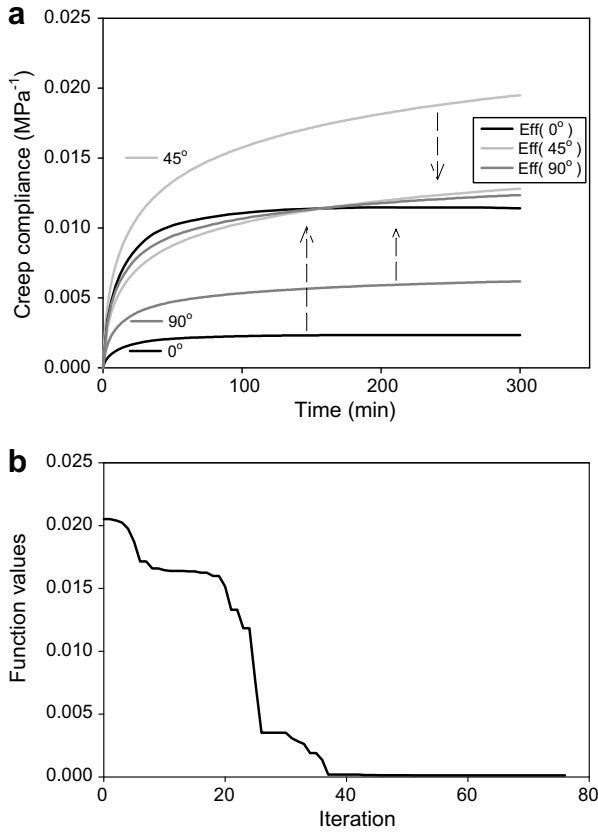 a
Creep compliance (MPa⁻¹)
0.025
0.020
0.015
0.010
0.005
0.000
45°
90°
0°
Eff( 0° )
Eff( 45° )
Eff( 90° )
0
100
200
300
Time (min)
b
Function values
0.025
0.020
0.015
0.010
0.005
0.000
0
20
40
60
80
Iteration